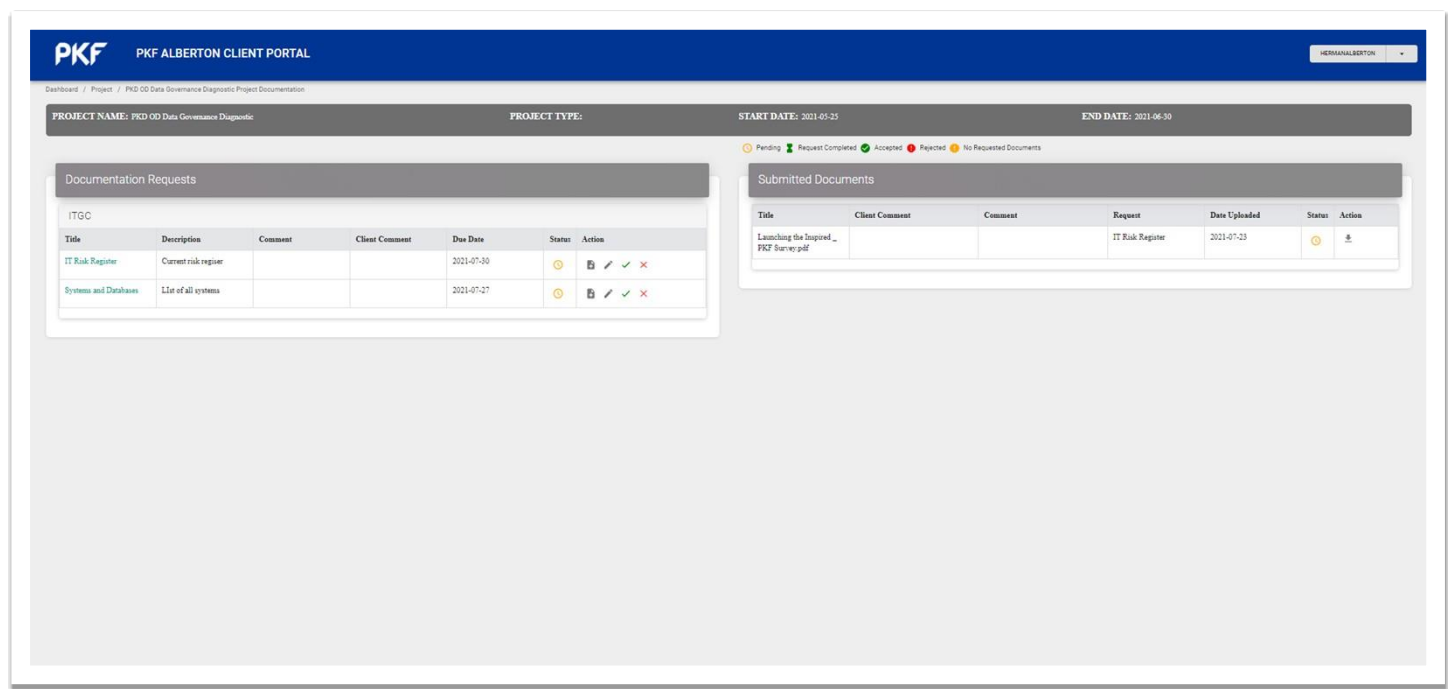 PKF PKF ALBERTON CLIENT PORTAL HERMANALBERTON
Dashboard / Project / PKD OD Data Governance Diagnostic Project Documentation
PROJECT NAME: PKD OD Data Governance Diagnostic PROJECT TYPE: START DATE: 2021-05-25 END DATE: 2021-06-30
Pending Request Completed Accepted Rejected No Requested Documents
Documentation Requests
ITGC
Title Description Comment Client Comment Due Date Status Action
IT Risk Register Current risk regiser 2021-07-30
Systems and Databases LIst of all systems 2021-07-27
Submitted Documents
Title Client Comment Comment Request Date Uploaded Status Action
Launching the Inspired _ IT Risk Register 2021-07-23
PKF Survey.pdf